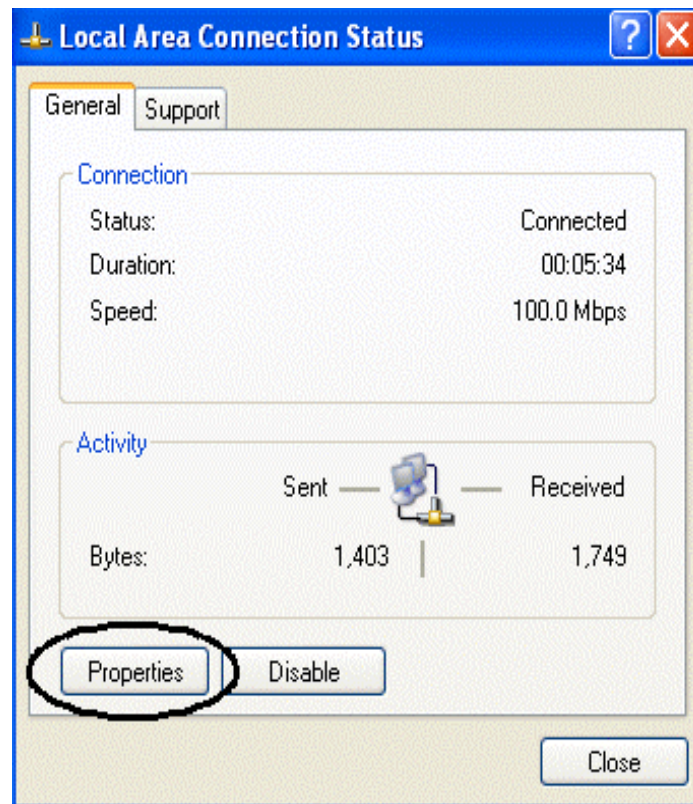 Local Area Connection Status
General Support
Connection
Status: Connected
Duration: 00:05:34
Speed: 100.0 Mbps
Activity
Sent Received
Bytes: 1,403 1,749
Properties Disable
Close